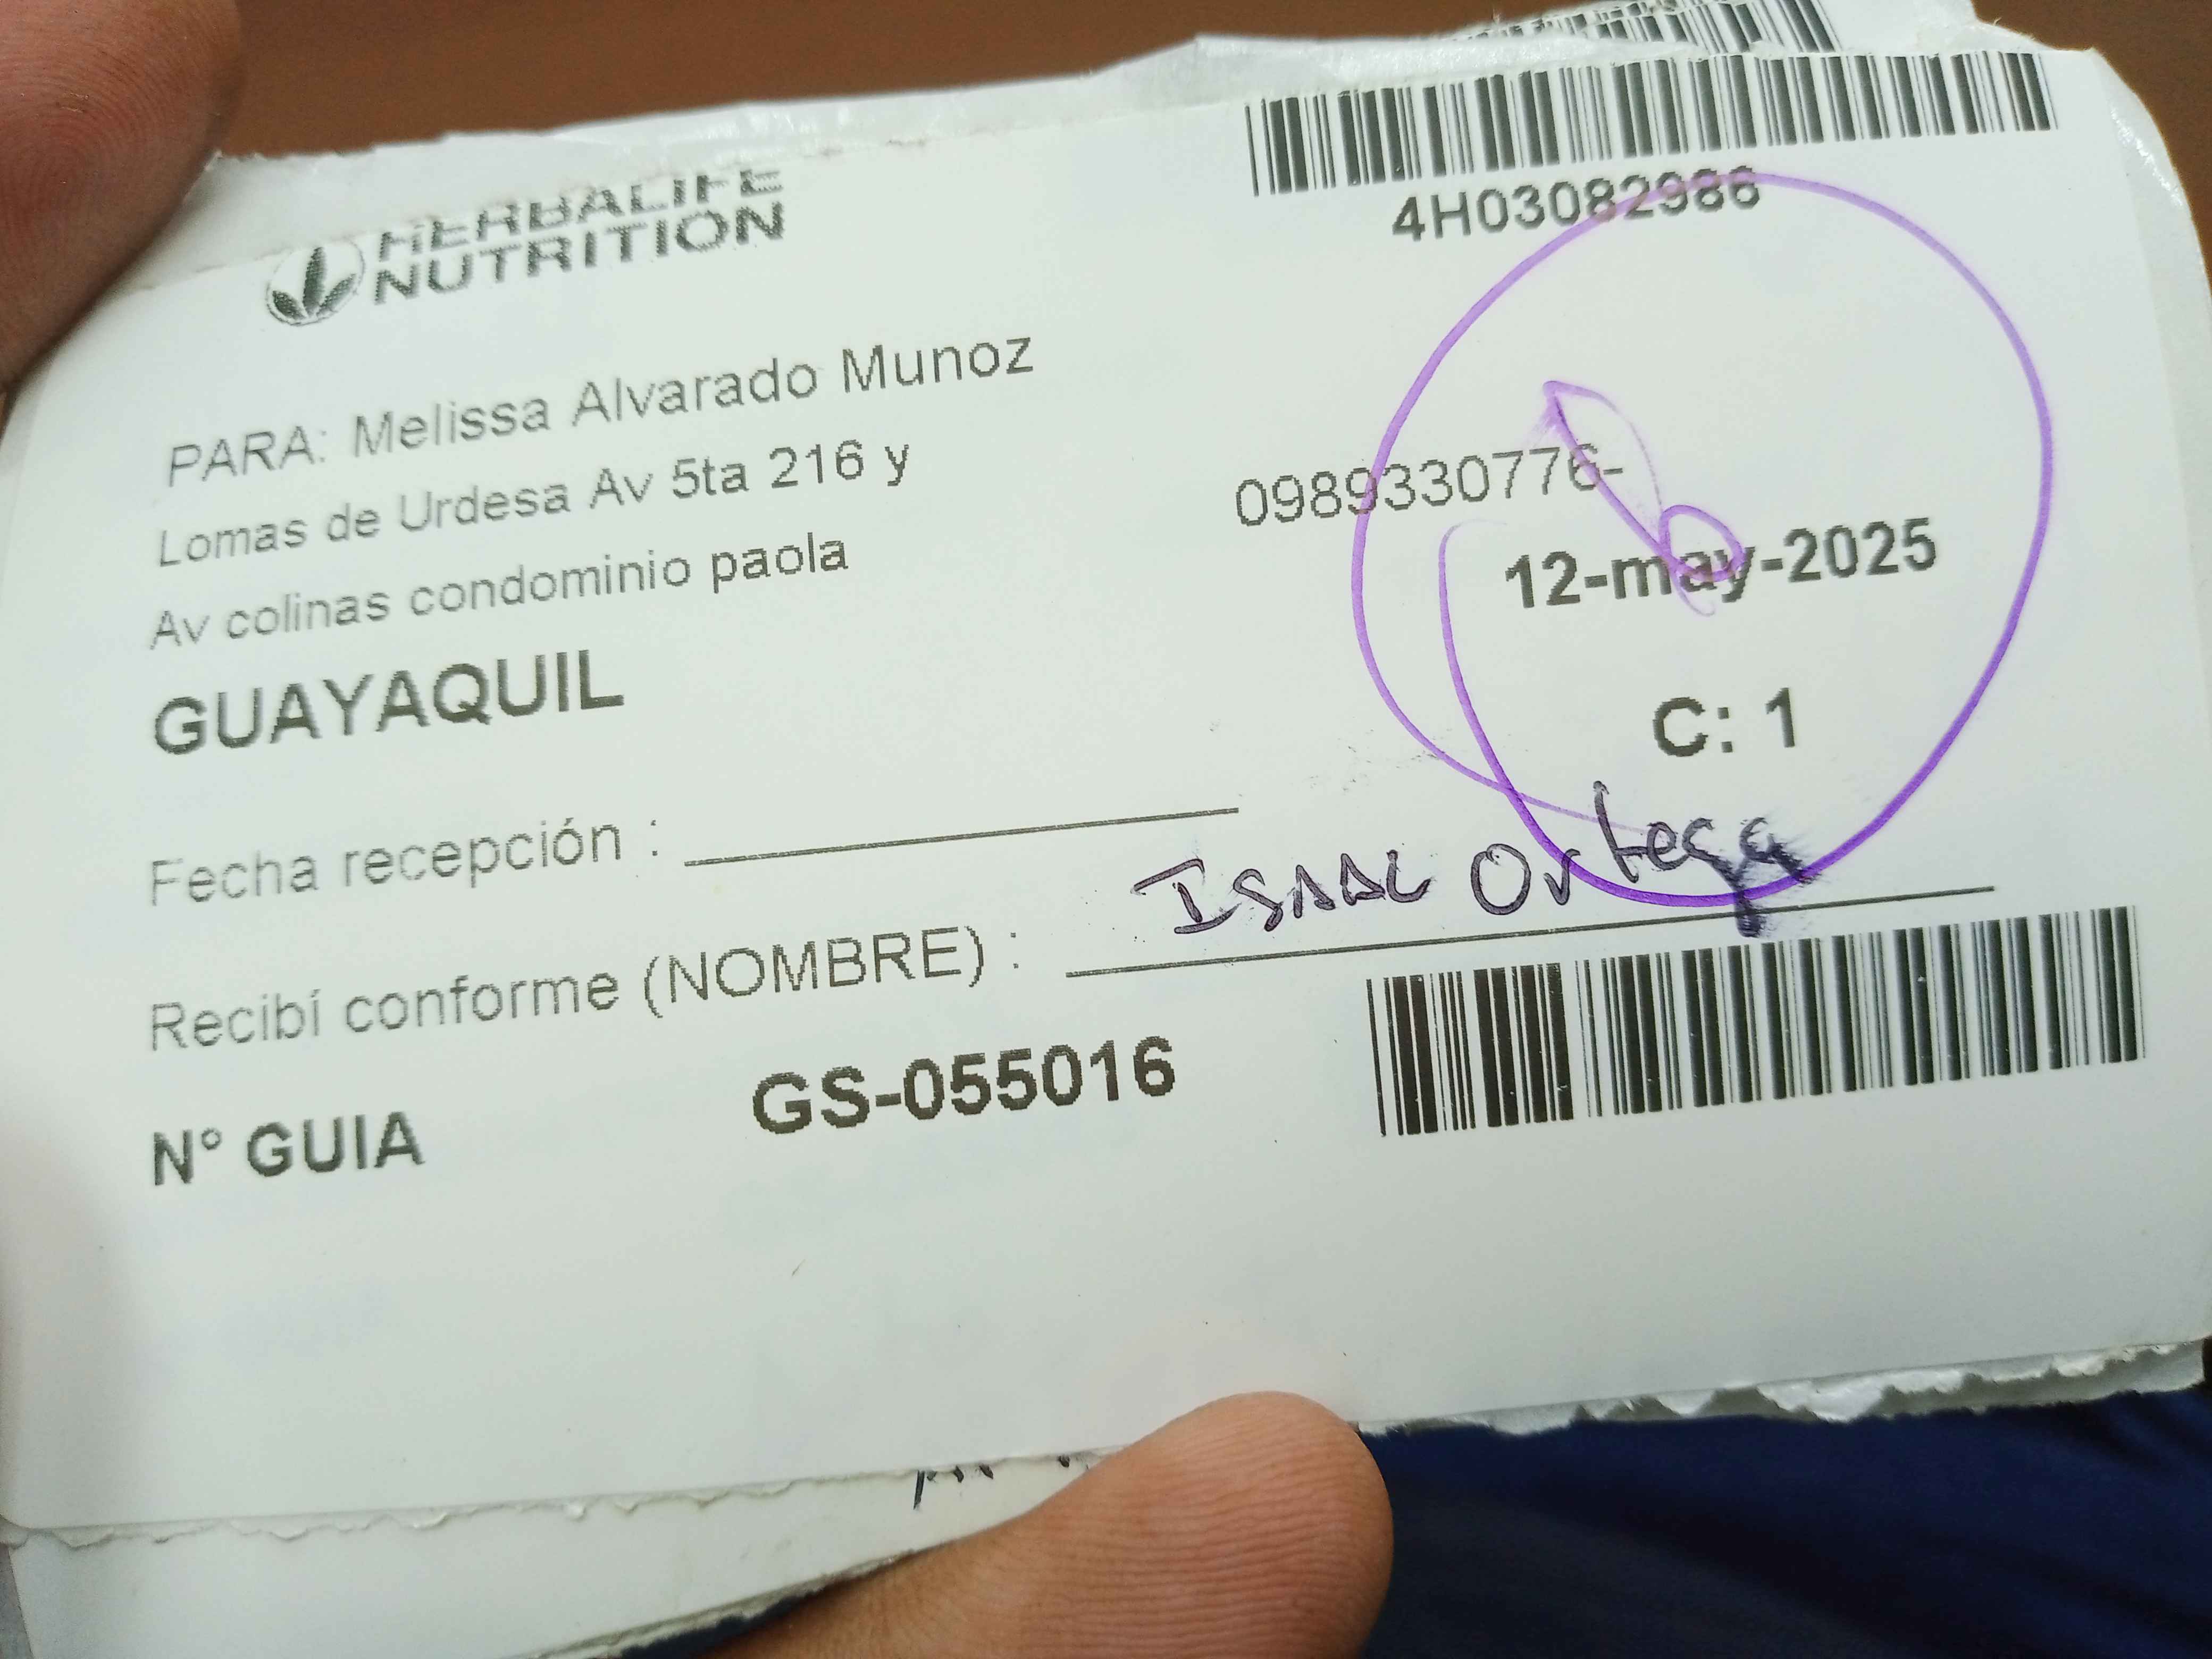 HERBALIFE
NUTRITION
4H03082986
PARA: Melissa Alvarado Munoz
Lomas de Urdesa Av 5ta 216 y
0989330776-
Av colinas condominio paola
12-may-2025
GUAYAQUIL
C: 1
Fecha recepción :
Recibí conforme (NOMBRE) : ISAAC Ortega
N° GUIA GS-055016